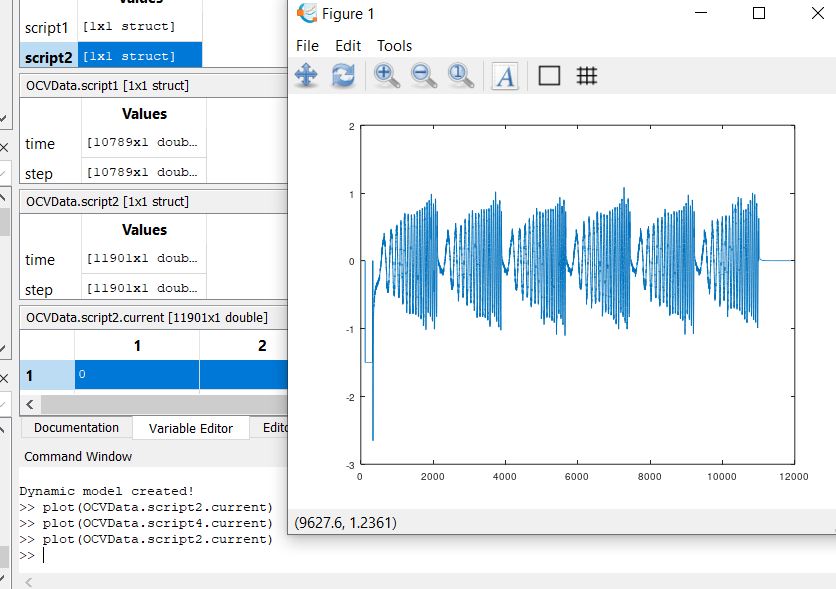 Values
script1 [1x1 struct]
script2 [1x1 struct]
OCVData.script1 [1x1 struct]
Values
time [10789x1 doub...
step [10789x1 doub...
OCVData.script2 [1x1 struct]
Values
time [11901x1 doub...
step [11901x1 doub...
OCVData.script2.current [11901x1 double]
1 2
1 0
Documentation Variable Editor Edito
Command Window
Dynamic model created!
>> plot(OCVData.script2.current)
>> plot(OCVData.script4.current)
>> plot(OCVData.script2.current)
>>
Figure 1
File Edit Tools
A
2
1
0
-1
-2
-3
0 2000 4000 6000 8000 10000 12000
(9627.6, 1.2361)